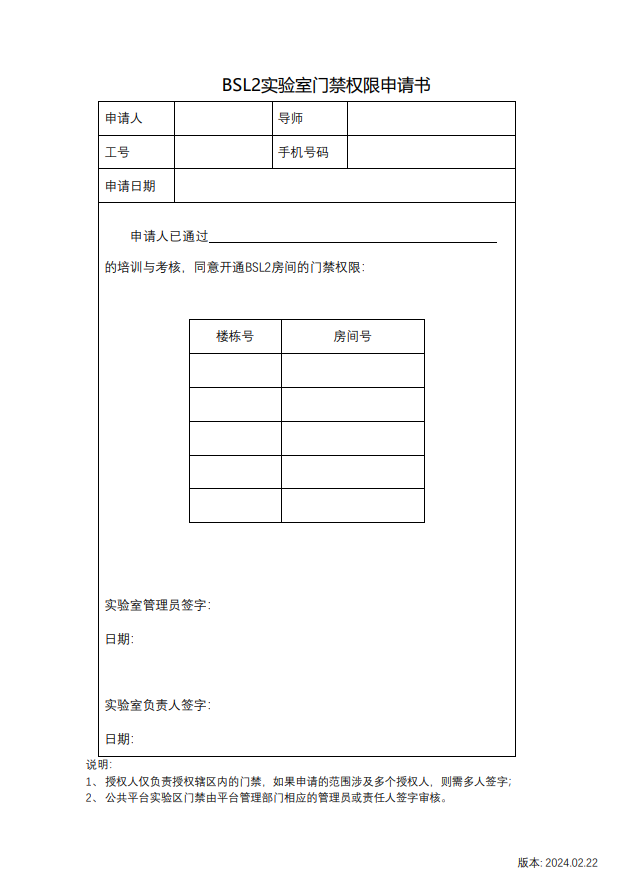 BSL2实验室门禁权限申请书
申请人 导师
工号 手机号码
申请日期
申请人已通过
的培训与考核，同意开通BSL2房间的门禁权限：
楼栋号 房间号
实验室管理员签字：
日期：
实验室负责人签字：
日期：
说明：
1、 授权人仅负责授权辖区内的门禁，如果申请的范围涉及多个授权人，则需多人签字；
2、 公共平台实验区门禁由平台管理部门相应的管理员或责任人签字审核。
版本: 2024.02.22